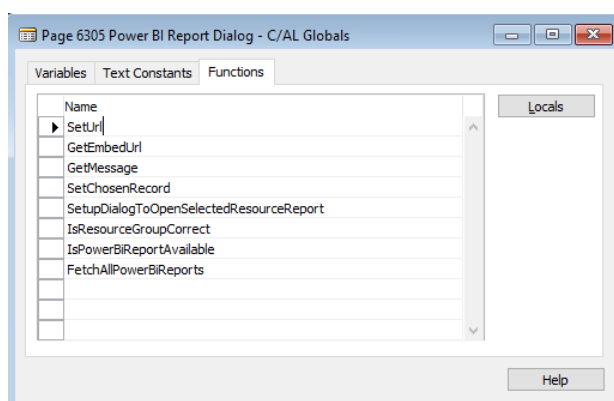 Page 6305 Power BI Report Dialog - C/AL Globals
Variables Text Constants Functions
Name
Locals
SetUrl
GetEmbedUrl
GetMessage
SetChosenRecord
SetupDialogToOpenSelectedResourceReport
IsResourceGroupCorrect
IsPowerBiReportAvailable
FetchAllPowerBiReports
Help